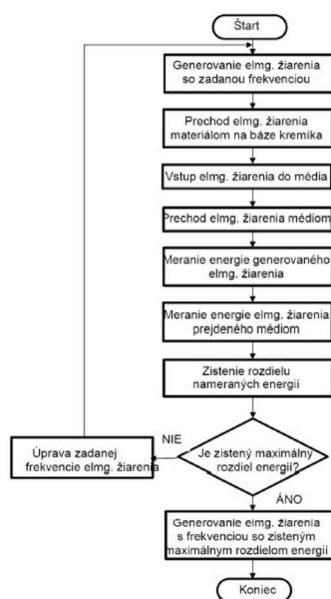 Štart
Generovanie elmg. žiarenia
so zadanou frekvenciou
Prechod elmg. žiarenia
materiálom na báze kremíka
Vstup elmg. žiarenia do média
Prechod elmg. žiarenia médiom
Meranie energie generovaného
elmg. žiarenia
Meranie energie elmg. žiarenia
prejdeného médiom
Zistenie rozdielu
nameraných energií
Je zistený maximálny
rozdiel energií?
NIE
Úprava zadanej
frekvencie elmg. žiarenia
ÁNO
Generovanie elmg. žiarenia
s frekvenciou so zisteným
maximálnym rozdielom energií
Koniec